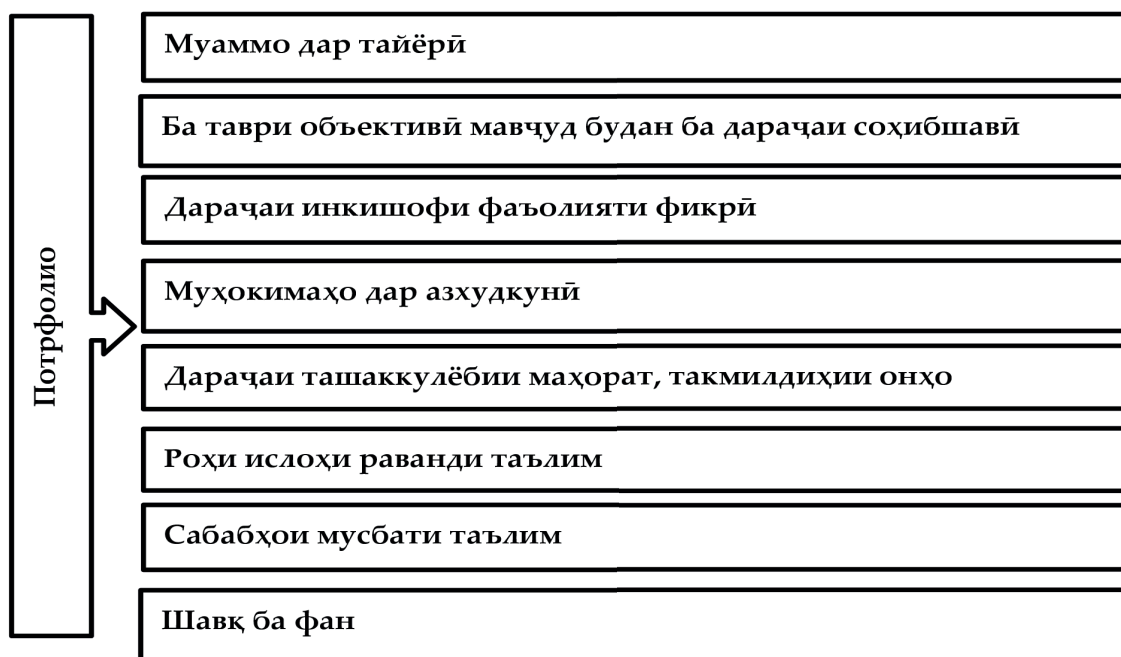 Потрфолио
Муаммо дар тайёрӣ
Ба таври объективӣ мавҷуд будан ба дараҷаи соҳибшавӣ
Дараҷаи инкишофи фаъолияти фикрӣ
Муҳокимаҳо дар азхудкунӣ
Дараҷаи ташаккулёбии маҳорат, такмилдиҳии онҳо
Роҳи ислоҳи раванди таълим
Сабабҳои мусбати таълим
Шавқ ба фан